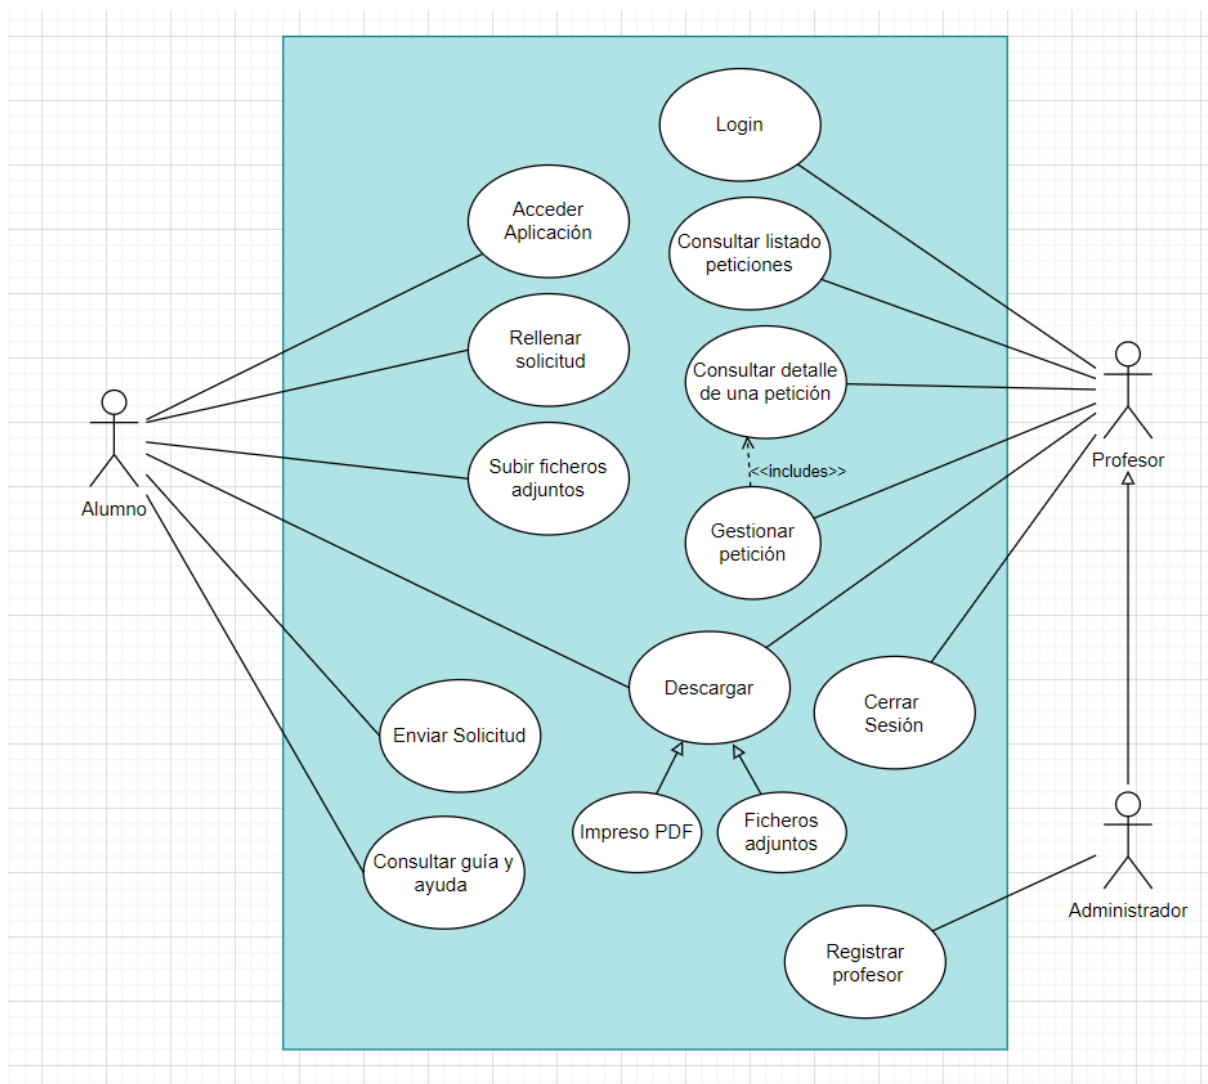 Login
Acceder
Aplicación
Consultar listado
peticiones
Rellenar
solicitud
Consultar detalle
de una petición
Profesor
Alumno
Subir ficheros
adjuntos
<<includes>>
Gestionar
petición
Descargar
Cerrar
Sesión
Enviar Solicitud
Impreso PDF
Ficheros
adjuntos
Consultar guía y
ayuda
Administrador
Registrar
profesor